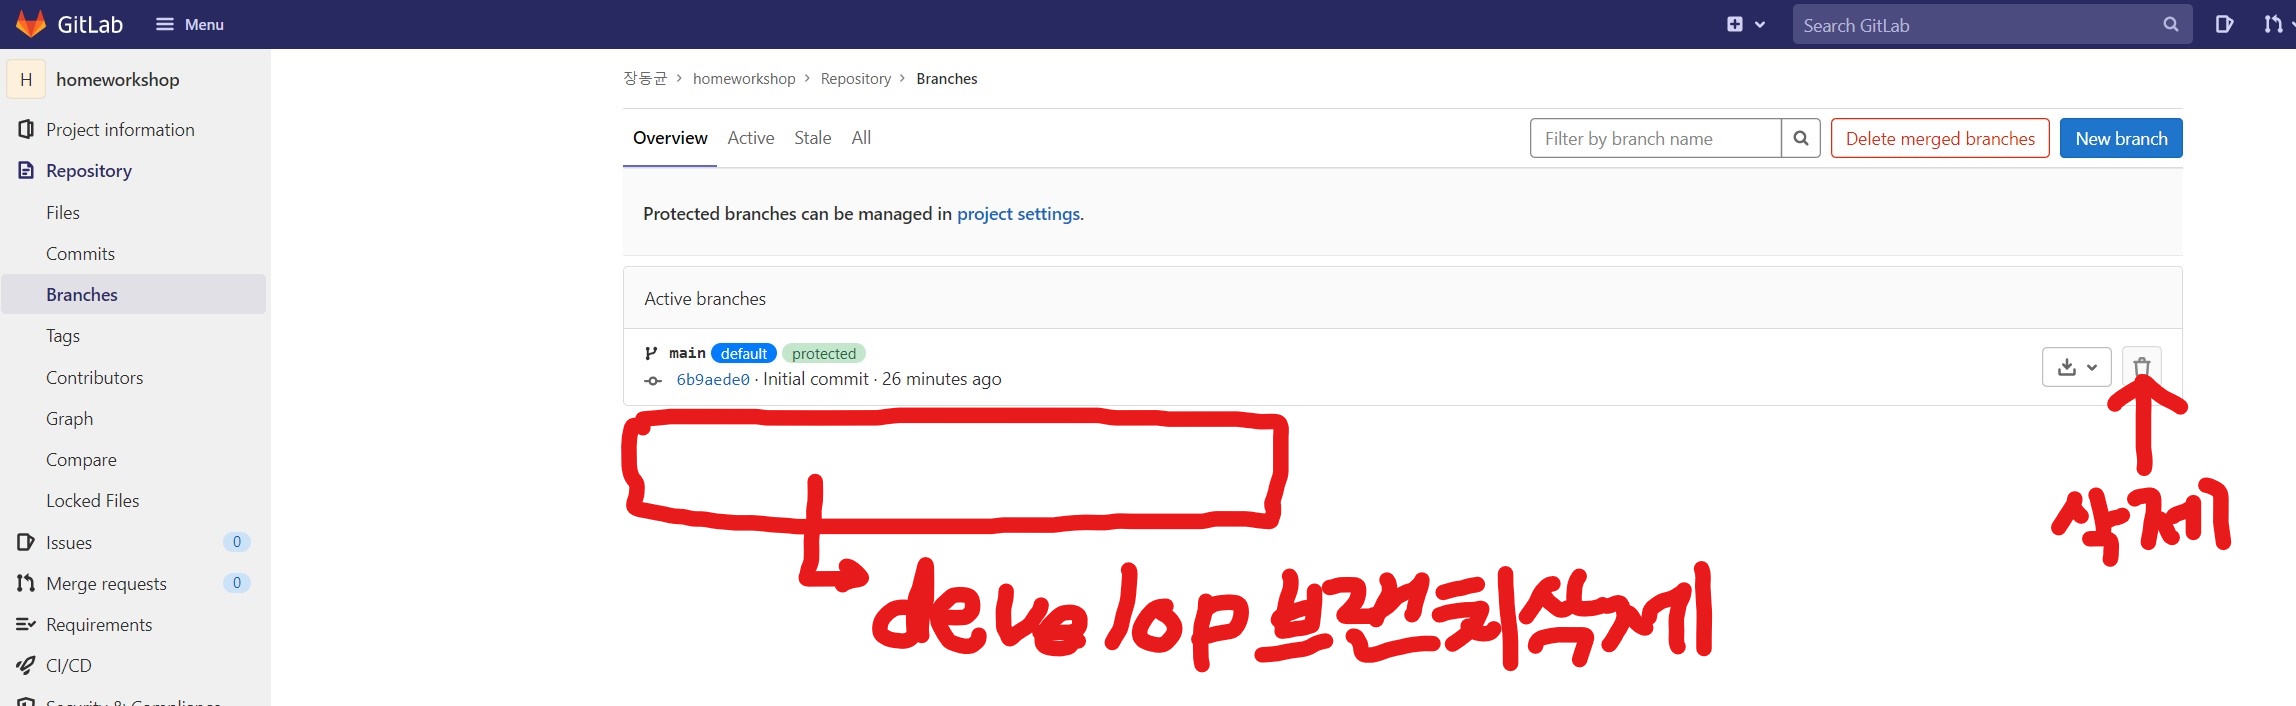 GitLab Menu Search GitLab
H homeworkshop
Project information
Repository
Files
Commits
Branches
Tags
Contributors
Graph
Compare
Locked Files
Issues 0
Merge requests 0
Requirements
CI/CD
Security & Compliance
장동균 > homeworkshop > Repository > Branches
Overview Active Stale All Filter by branch name Delete merged branches New branch
Protected branches can be managed in project settings.
Active branches
main default protected
6b9aede0 · Initial commit · 26 minutes ago
삭제
develop 브랜치삭제